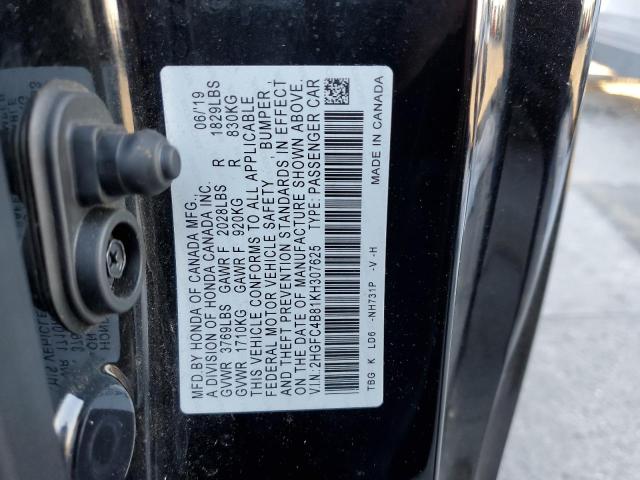 MFD.BY HONDA OF CANADA MFG., 06/19
A DIVISION OF HONDA CANADA INC.
GVWR 3769LBS GAWR F 2028LBS R 1829LBS
GVWR 1710KG GAWR F 920KG R 830KG
THIS VEHICLE CONFORMS TO ALL APPLICABLE
FEDERAL MOTOR VEHICLE SAFETY , BUMPER ,
AND THEFT PREVENTION STANDARDS IN EFFECT
ON THE DATE OF MANUFACTURE SHOWN ABOVE.
V.I.N: 2HGFC4B81KH307625 TYPE: PASSENGER CAR
TBG K LD6 -NH731P -V -H MADE IN CANADA